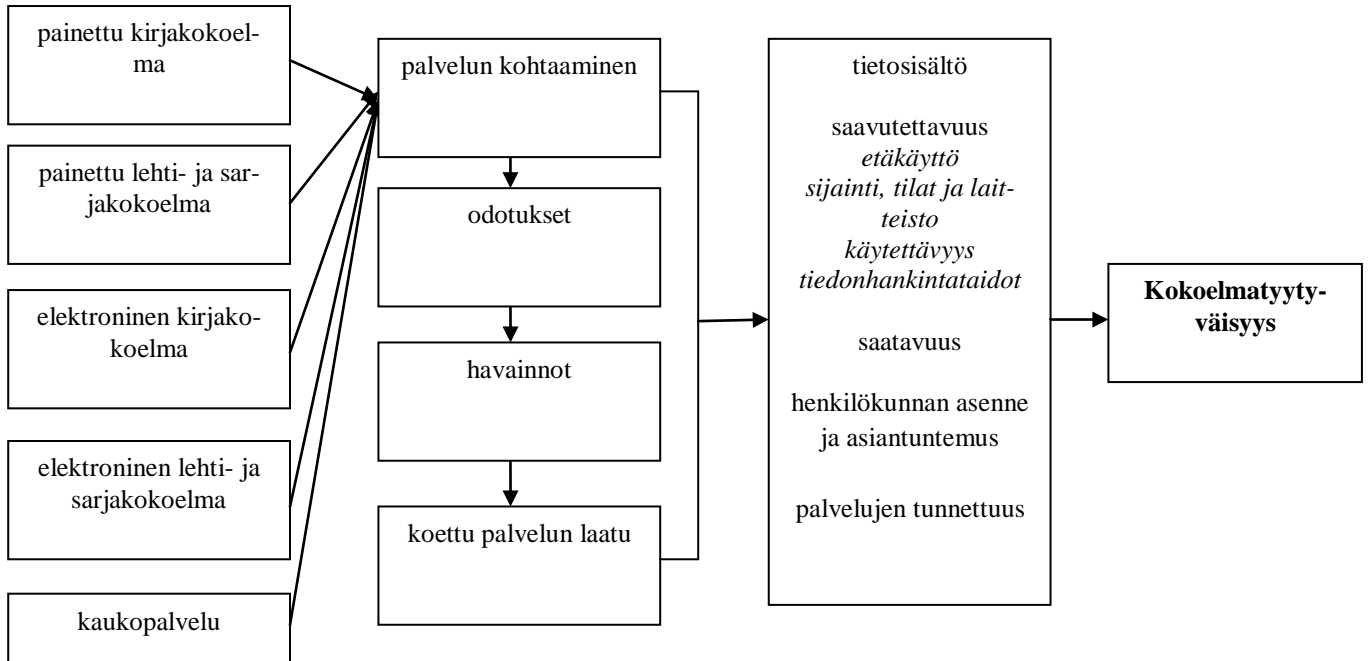 painettu kirjakokoel-
ma
painettu lehti- ja sar-
jakokoelma
elektroninen kirjako-
koelma
elektroninen lehti- ja
sarjakokoelma
kaukopalvelu
palvelun kohtaaminen
odotukset
havainnot
koettu palvelun laatu
tietosisältö
saavutettavuus
etäkäyttö
sijainti, tilat ja lait-
teisto
käytettävyys
tiedonhankintataidot
saatavuus
henkilökunnan asenne
ja asiantuntemus
palvelujen tunnettuus
Kokoelmatyyty-
väisyys